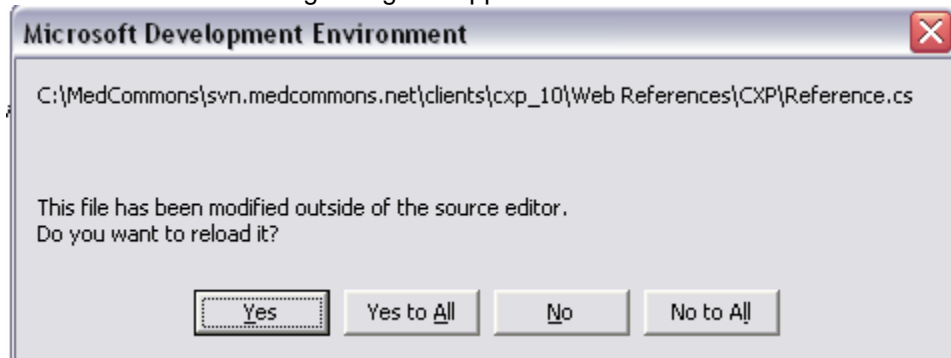 Microsoft Development Environment
C:\MedCommons\svn.medcommons.net\clients\cxp_10\Web References\CXP\Reference.cs
This file has been modified outside of the source editor.
Do you want to reload it?
Yes
Yes to All
No
No to All